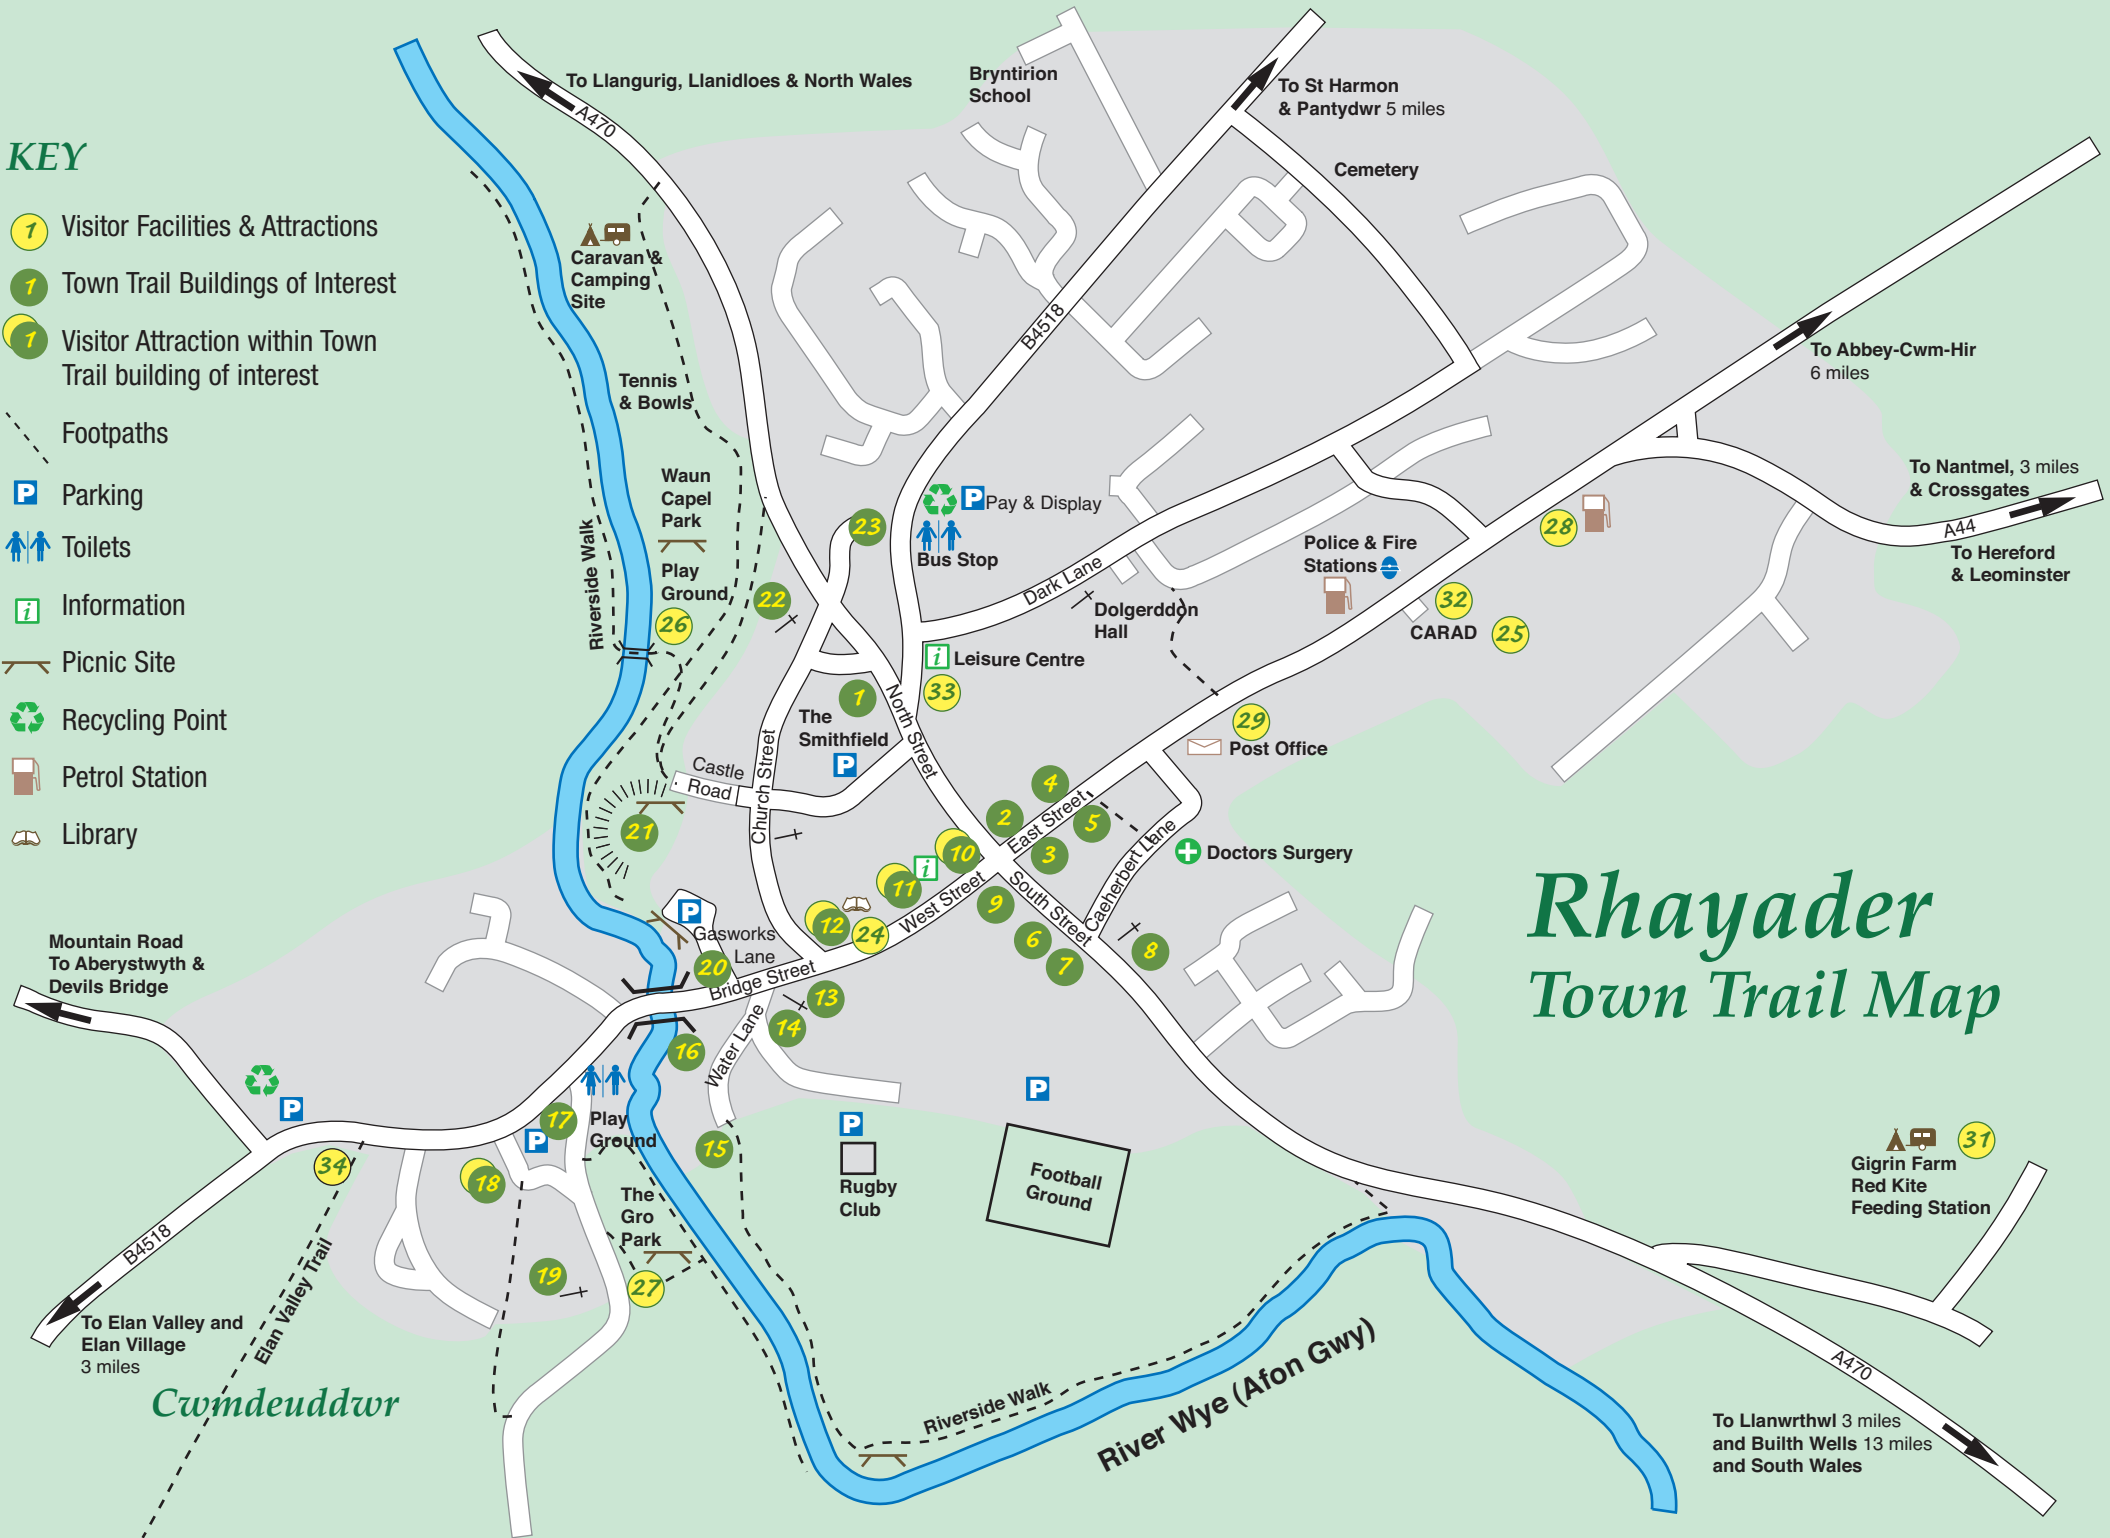 KEY
1
Visitor Facilities & Attractions
1
Town Trail Buildings of Interest
1
Visitor Attraction within Town
Trail building of interest
Footpaths
P
Parking
Toilets
i
Information
Picnic Site
Recycling Point
Petrol Station
Library
To Llangurig, Llanidloes & North Wales
A470
Bryntirion
School
To St Harmon
& Pantydwr 5 miles
Cemetery
Caravan &
Camping
Site
B4518
To Abbey-Cwm-Hir
6 miles
Tennis
& Bowls
Waun
Capel
Park
Play
Ground
26
Riverside Walk
22
23
P
Pay & Display
Bus Stop
Dark Lane
Dolgerddon
Hall
Police & Fire
Stations
28
32
CARAD
25
To Nantmel, 3 miles
& Crossgates
A44
To Hereford
& Leominster
i
Leisure Centre
33
1
The
Smithfield
P
North Street
Castle
Road
Church Street
29
Post Office
21
4
2
East Street
5
3
10
i
11
12
24
West Street
9
South Street
Caeherbert Lane
Doctors Surgery
6
7
8
P
Gasworks
Lane
20
Bridge Street
13
14
Water Lane
16
15
Rhayader
Town Trail Map
Mountain Road
To Aberystwyth &
Devils Bridge
P
34
17
P
Play
Ground
18
The
Gro
Park
19
27
B4518
To Elan Valley and
Elan Village
3 miles
Elan Valley Trail
Cwmdeuddwr
P
Rugby
Club
P
Football
Ground
31
Gigrin Farm
Red Kite
Feeding Station
Riverside Walk
River Wye (Afon Gwy)
A470
To Llanwrthwl 3 miles
and Builth Wells 13 miles
and South Wales